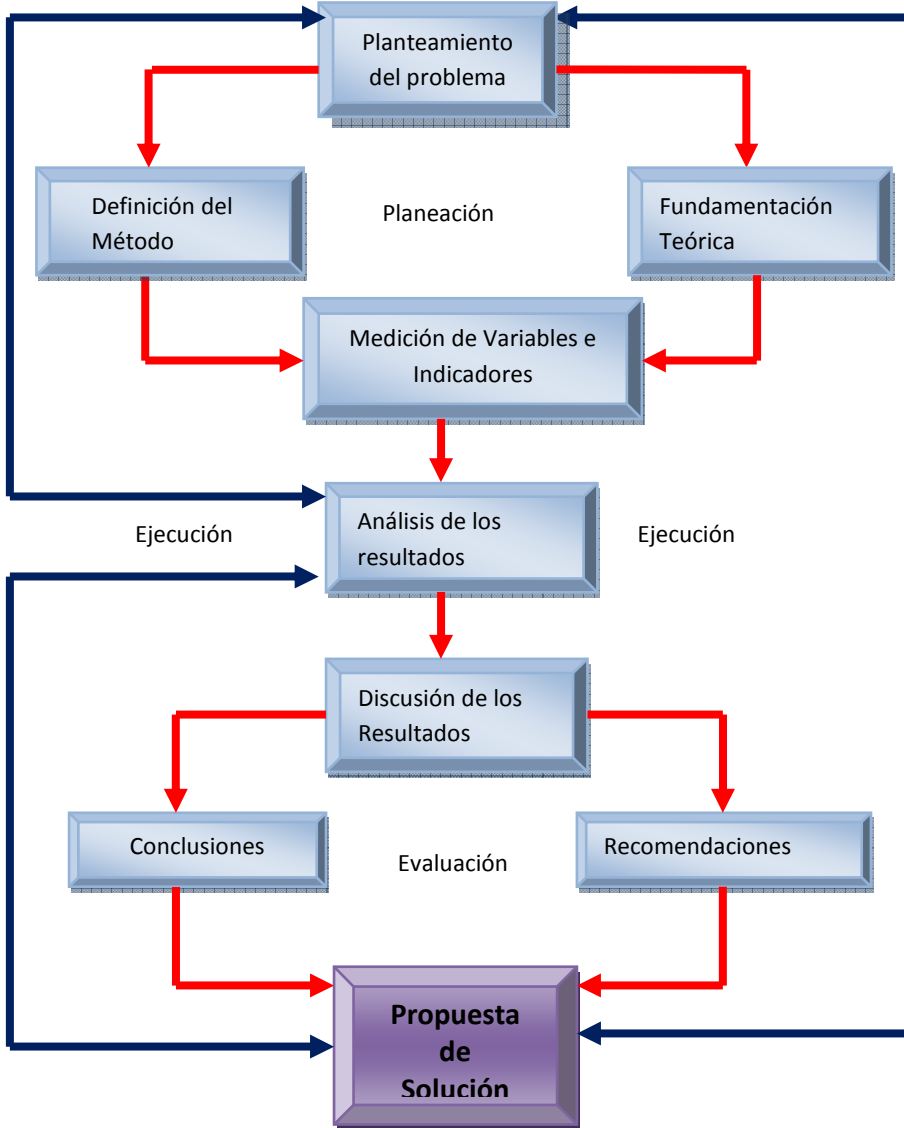 Planteamiento
del problema
Definición del
Método
Planeación
Fundamentación
Teórica
Medición de Variables e
Indicadores
Ejecución
Análisis de los
resultados
Ejecución
Discusión de los
Resultados
Conclusiones
Evaluación
Recomendaciones
Propuesta
de
Solución